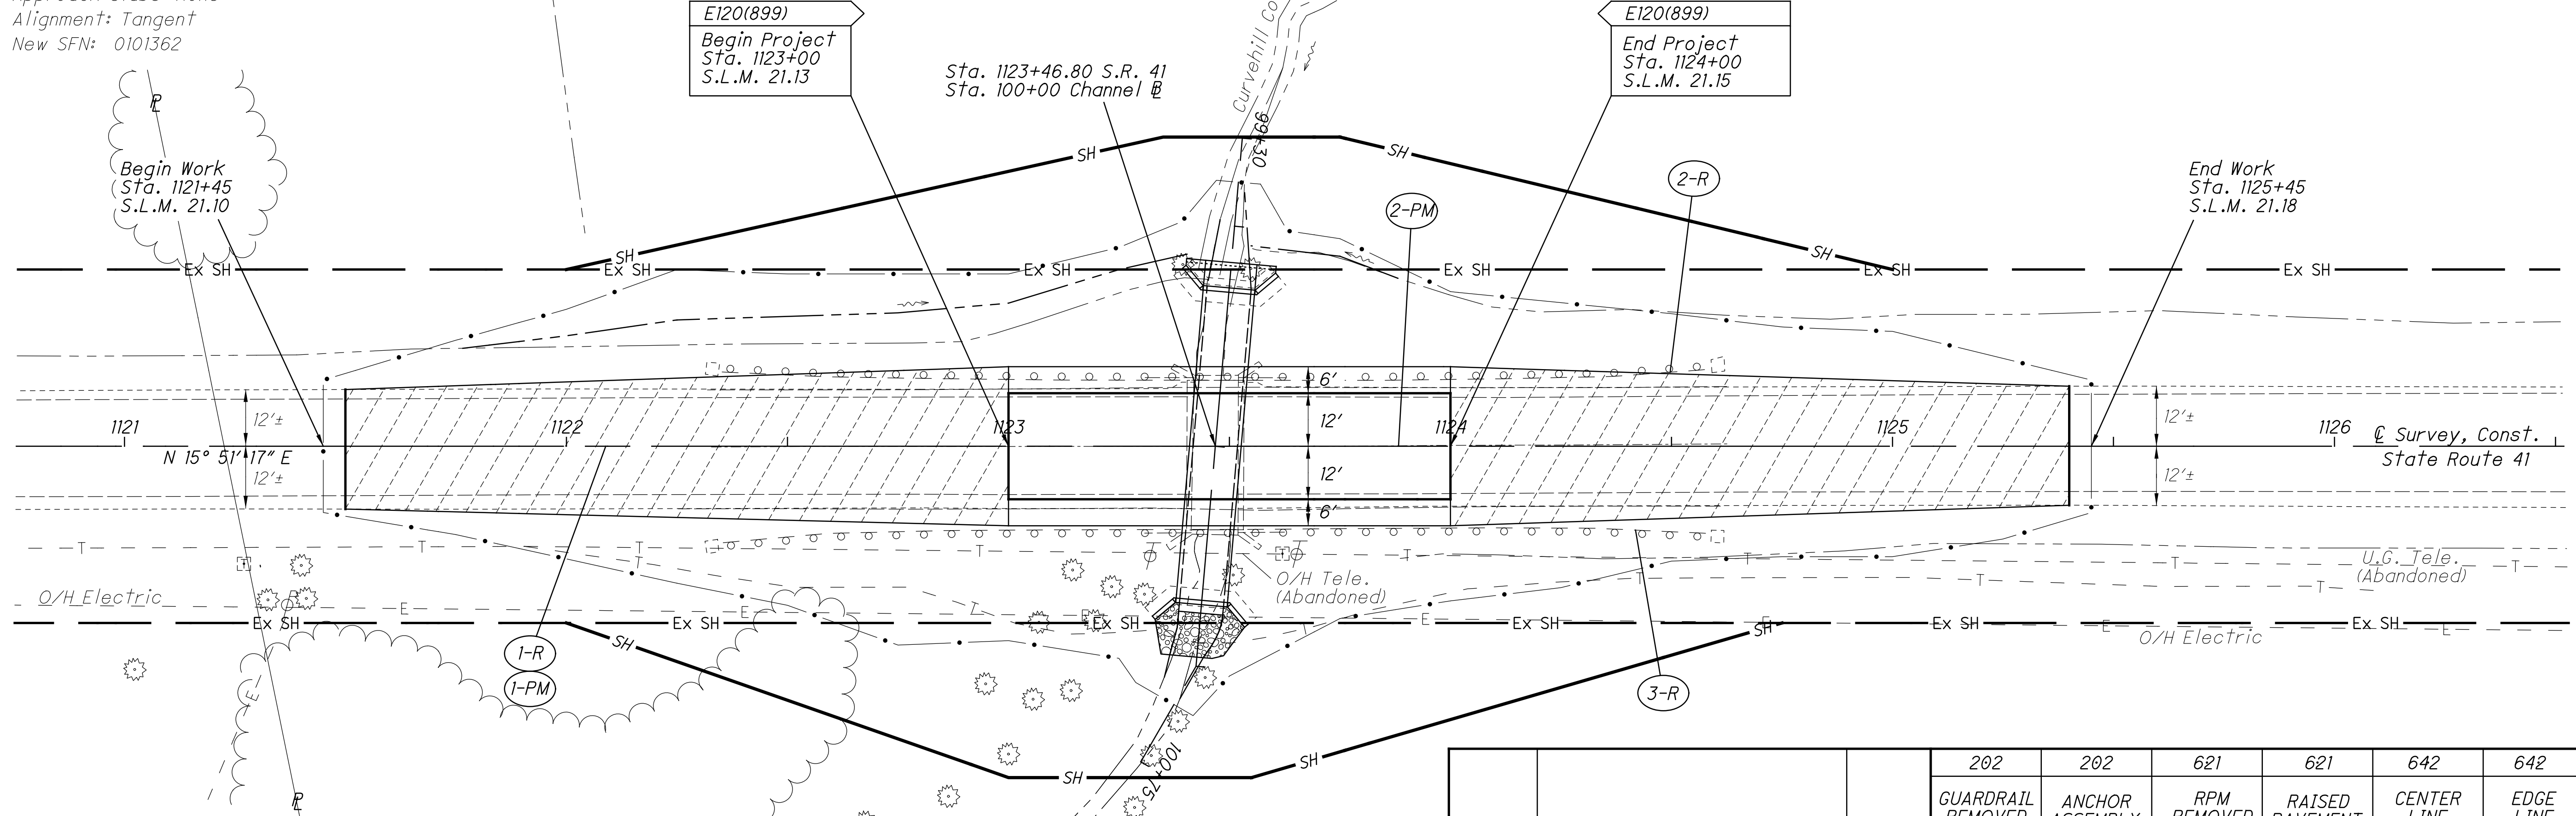 Alignment: Tangent
New SFN: 0101362
E120(899)
Begin Project
Sta. 1123+00
S.L.M. 21.13
Sta. 1123+46.80 S.R. 41
Sta. 100+00 Channel ⅊
Curvehill
99+30
E120(899)
End Project
Sta. 1124+00
S.L.M. 21.15
Begin Work
Sta. 1121+45
S.L.M. 21.10
End Work
Sta. 1125+45
S.L.M. 21.18
2-R
2-PM
SH
SH
SH
SH
Ex SH
Ex SH
Ex SH
Ex SH
Ex SH
Ex SH
6'
12'
12'
6'
12'±
12'±
12'±
12'±
1121
1122
1123
1124
1125
1126
N 15° 51' 17" E
℄ Survey, Const.
State Route 41
T T T T T T T T T T
U.G. Tele.
(Abandoned)
O/H Tele.
(Abandoned)
O/H Electric
E E E E E E
O/H Electric
Ex SH
Ex SH
Ex SH
Ex SH
Ex SH
Ex SH
SH
SH
SH
SH
1-R
1-PM
3-R
100+75
202 202 621 621 642 642
GUARDRAIL ANCHOR RPM RAISED CENTER EDGE